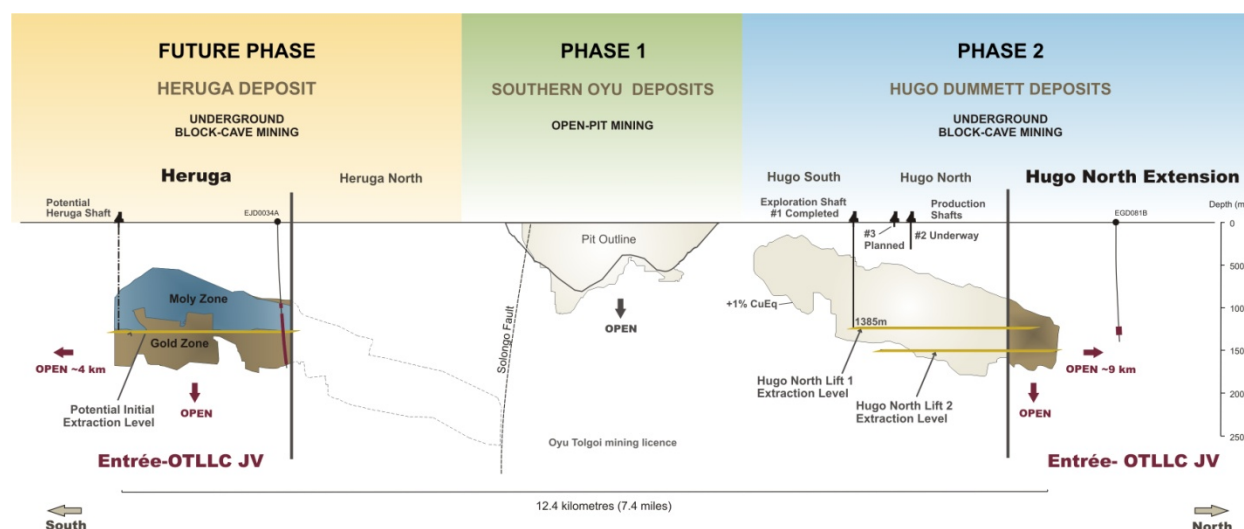 FUTURE PHASE
HERUGA DEPOSIT
UNDERGROUND
BLOCK-CAVE MINING
PHASE 1
SOUTHERN OYU DEPOSITS
OPEN-PIT MINING
PHASE 2
HUGO DUMMETT DEPOSITS
UNDERGROUND
BLOCK-CAVE MINING
Heruga
Heruga North
Hugo South
Hugo North
Hugo North Extension
Potential
Heruga Shaft
EJD0034A
Exploration Shaft
#1 Completed
Production
Shafts
#3
Planned
#2 Underway
EGD081B
Depth (m
0
500
100
150
200
250
Pit Outline
Moly Zone
Gold Zone
Solongo Fault
OPEN
+1% CuEq
1385m
OPEN ~4 km
OPEN
Potential Initial
Extraction Level
Hugo North Lift 1
Extraction Level
Hugo North Lift 2
Extraction Level
OPEN ~9 km
OPEN
Oyu Tolgoi mining licence
Entrée-OTLLC JV
Entrée- OTLLC JV
12.4 kilometres (7.4 miles)
South
North